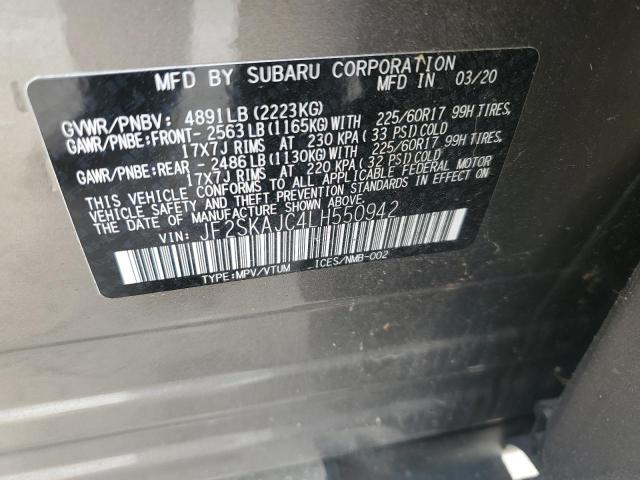 MFD BY SUBARU CORPORATION
MFD IN 03/20
GVWR/PNBV: 4891LB (2223KG)
GAWR/PNBE:FRONT- 2563LB (1165KG)WITH 225/60R17 99H TIRES,
17X7J RIMS AT 230 KPA (33 PSI)COLD
GAWR/PNBE:REAR - 2486LB (1130KG)WITH 225/60R17 99H TIRES,
17X7J RIMS AT 220 KPA (32 PSI)COLD
THIS VEHICLE CONFORMS TO ALL APPLICABLE FEDERAL MOTOR
VEHICLE SAFETY AND THEFT PREVENTION STANDARDS IN EFFECT ON
THE DATE OF MANUFACTURE SHOWN ABOVE.
VIN: JF2SKAJC4LH550942
TYPE:MPV/VTUM ICES/NMB-002